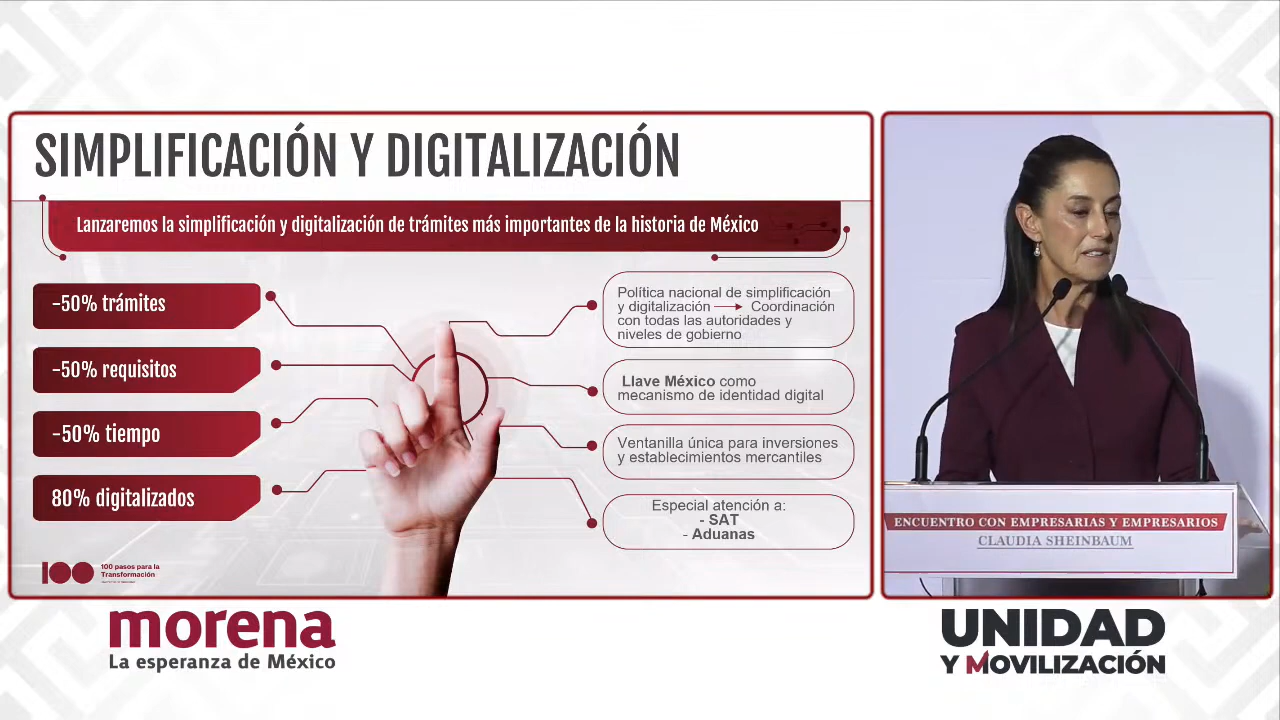 SIMPLIFICACIÓN Y DIGITALIZACIÓN
Lanzaremos la simplificación y digitalización de trámites más importantes de la historia de México
-50% trámites
-50% requisitos
-50% tiempo
80% digitalizados
Política nacional de simplificación
y digitalización → Coordinación
con todas las autoridades y
niveles de gobierno
Llave México como
mecanismo de identidad digital
Ventanilla única para inversiones
y establecimientos mercantiles
Especial atención a:
- SAT
- Aduanas
100 100 pasos para la
Transformación
ENCUENTRO CON EMPRESARIAS Y EMPRESARIOS
CLAUDIA SHEINBAUM
morena
La esperanza de México
UNIDAD
Y MOVILIZACIÓN